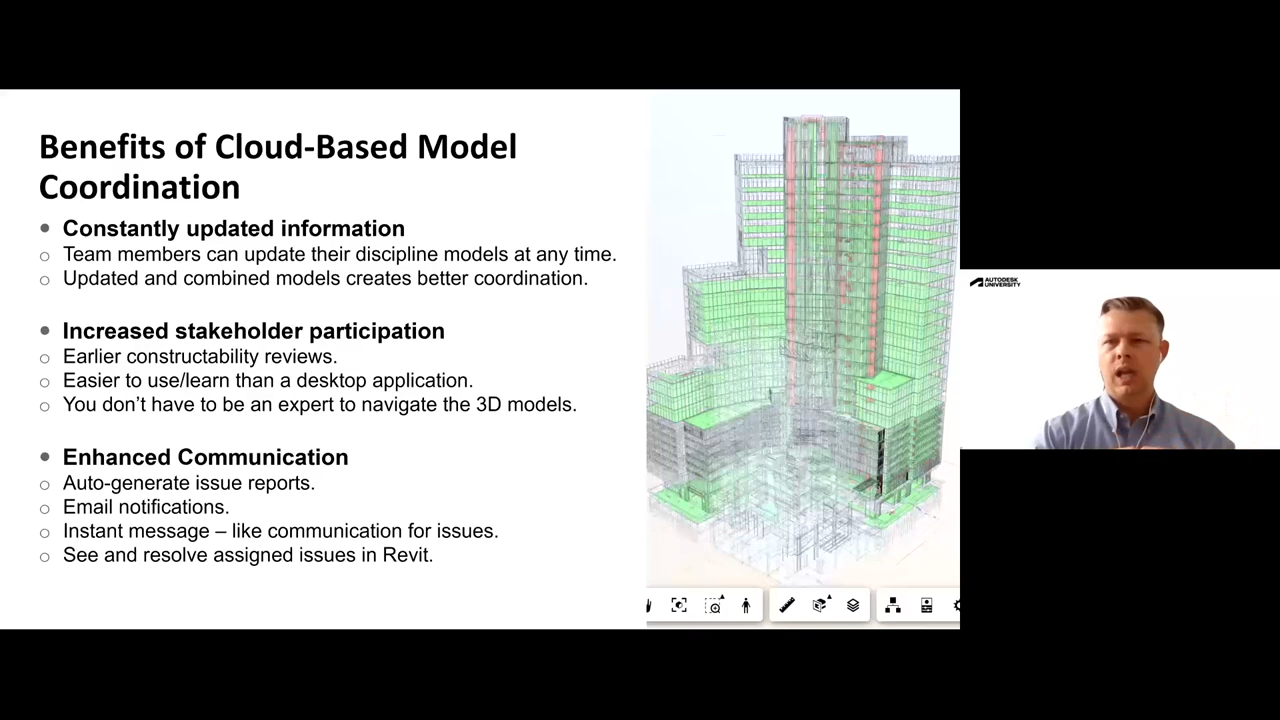 Benefits of Cloud-Based Model
Coordination
• Constantly updated information
○ Team members can update their discipline models at any time.
○ Updated and combined models creates better coordination.
• Increased stakeholder participation
○ Earlier constructability reviews.
○ Easier to use/learn than a desktop application.
○ You don’t have to be an expert to navigate the 3D models.
• Enhanced Communication
○ Auto-generate issue reports.
○ Email notifications.
○ Instant message – like communication for issues.
○ See and resolve assigned issues in Revit.
AUTODESK
UNIVERSITY